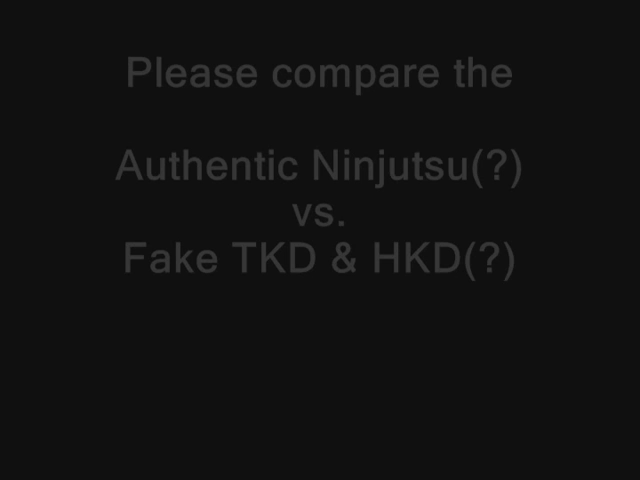 Please compare the
Authentic Ninjutsu(?)
vs.
Fake TKD & HKD(?)